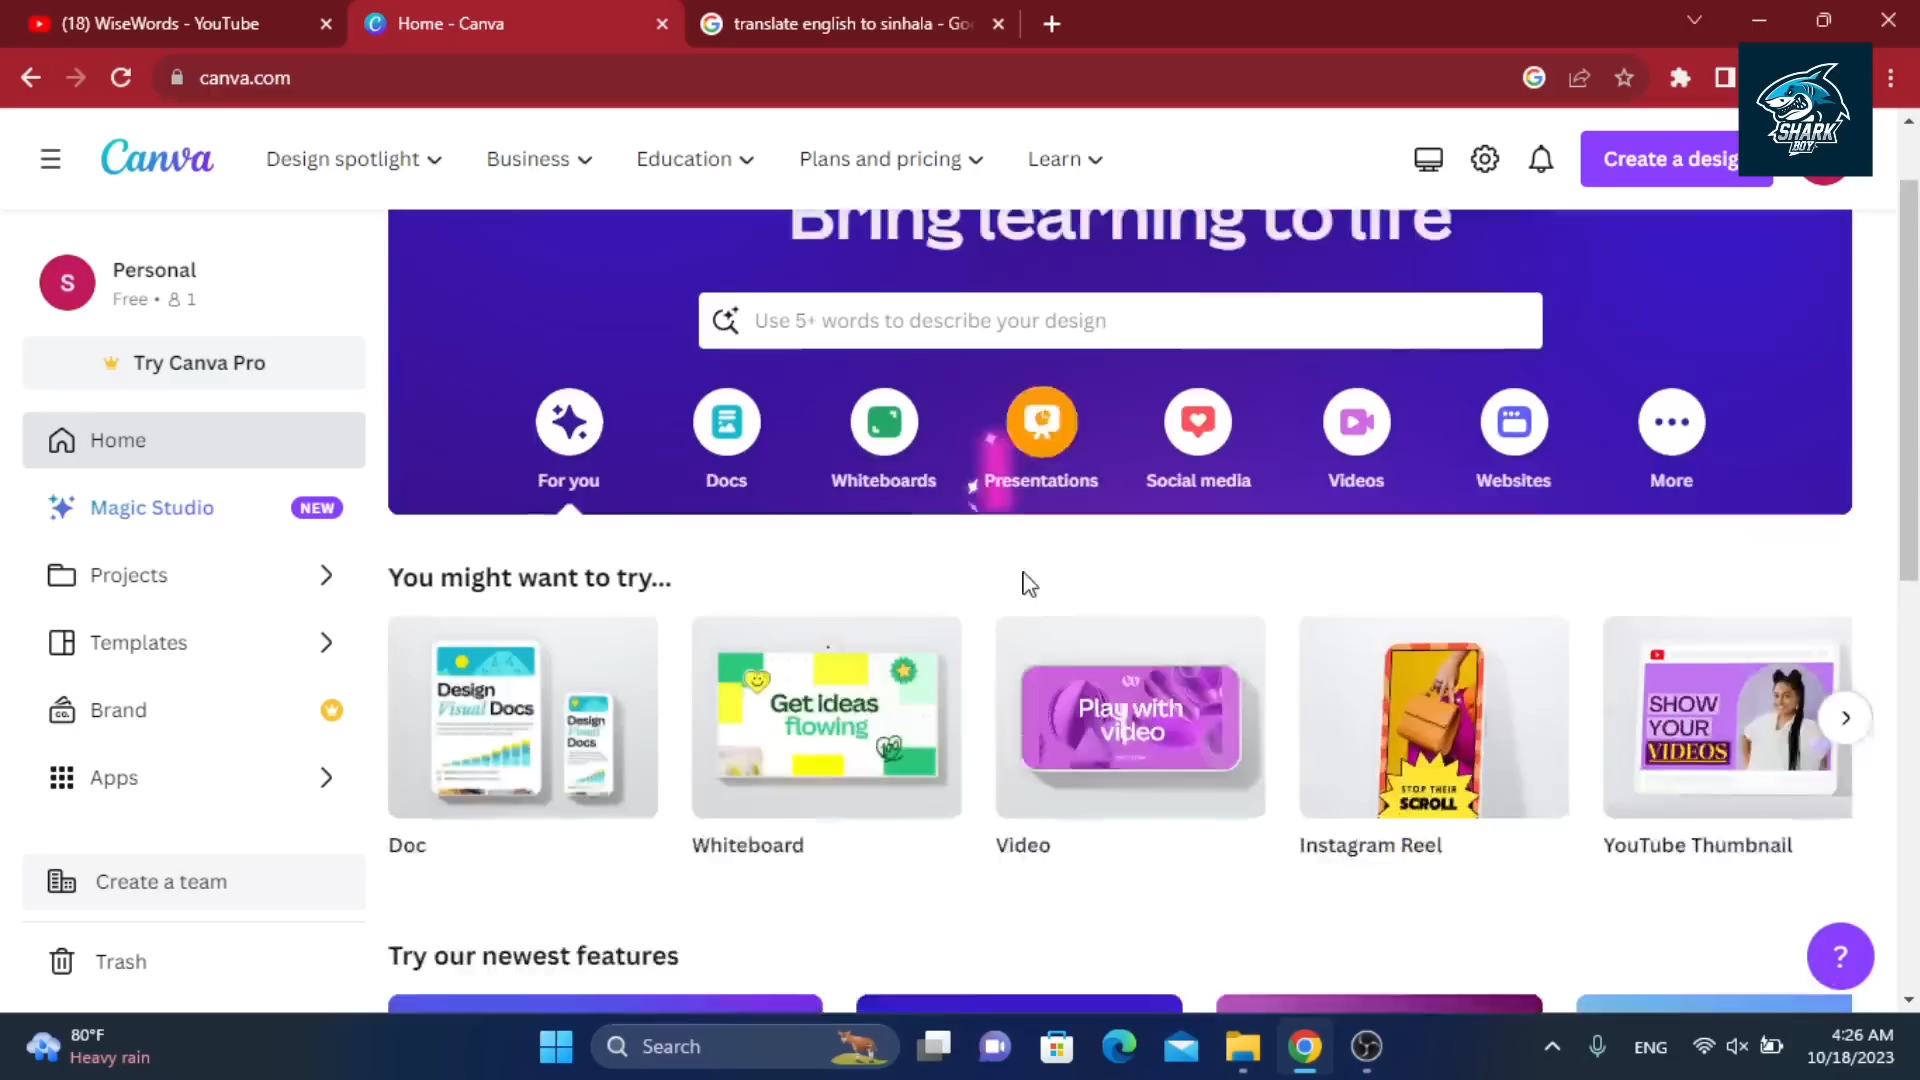 (18) WiseWords - YouTube
Home - Canva
translate english to sinhala - Go
canva.com
SHARK
BOY
Canva
Design spotlight
Business
Education
Plans and pricing
Learn
Create a desig
Bring learning to life
S
Personal
Free • 1
Use 5+ words to describe your design
Try Canva Pro
Home
For you
Docs
Whiteboards
Presentations
Social media
Videos
Websites
More
Magic Studio
NEW
Projects
You might want to try...
Templates
Brand
CO.
Apps
Design
Visual Docs
Design
Visual
Docs
Get ideas
flowing
Play with
video
STOP THEIR
SCROLL
SHOW
YOUR
VIDEOS
Doc
Whiteboard
Video
Instagram Reel
YouTube Thumbnail
Create a team
Try our newest features
Trash
?
80°F
Heavy rain
Search
ENG
4:26 AM
10/18/2023